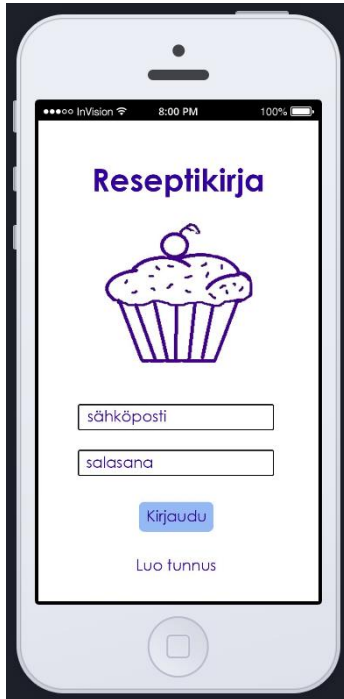 ●●●●○ InVision 8:00 PM 100%
Reseptikirja
sähköposti
salasana
Kirjaudu
Luo tunnus